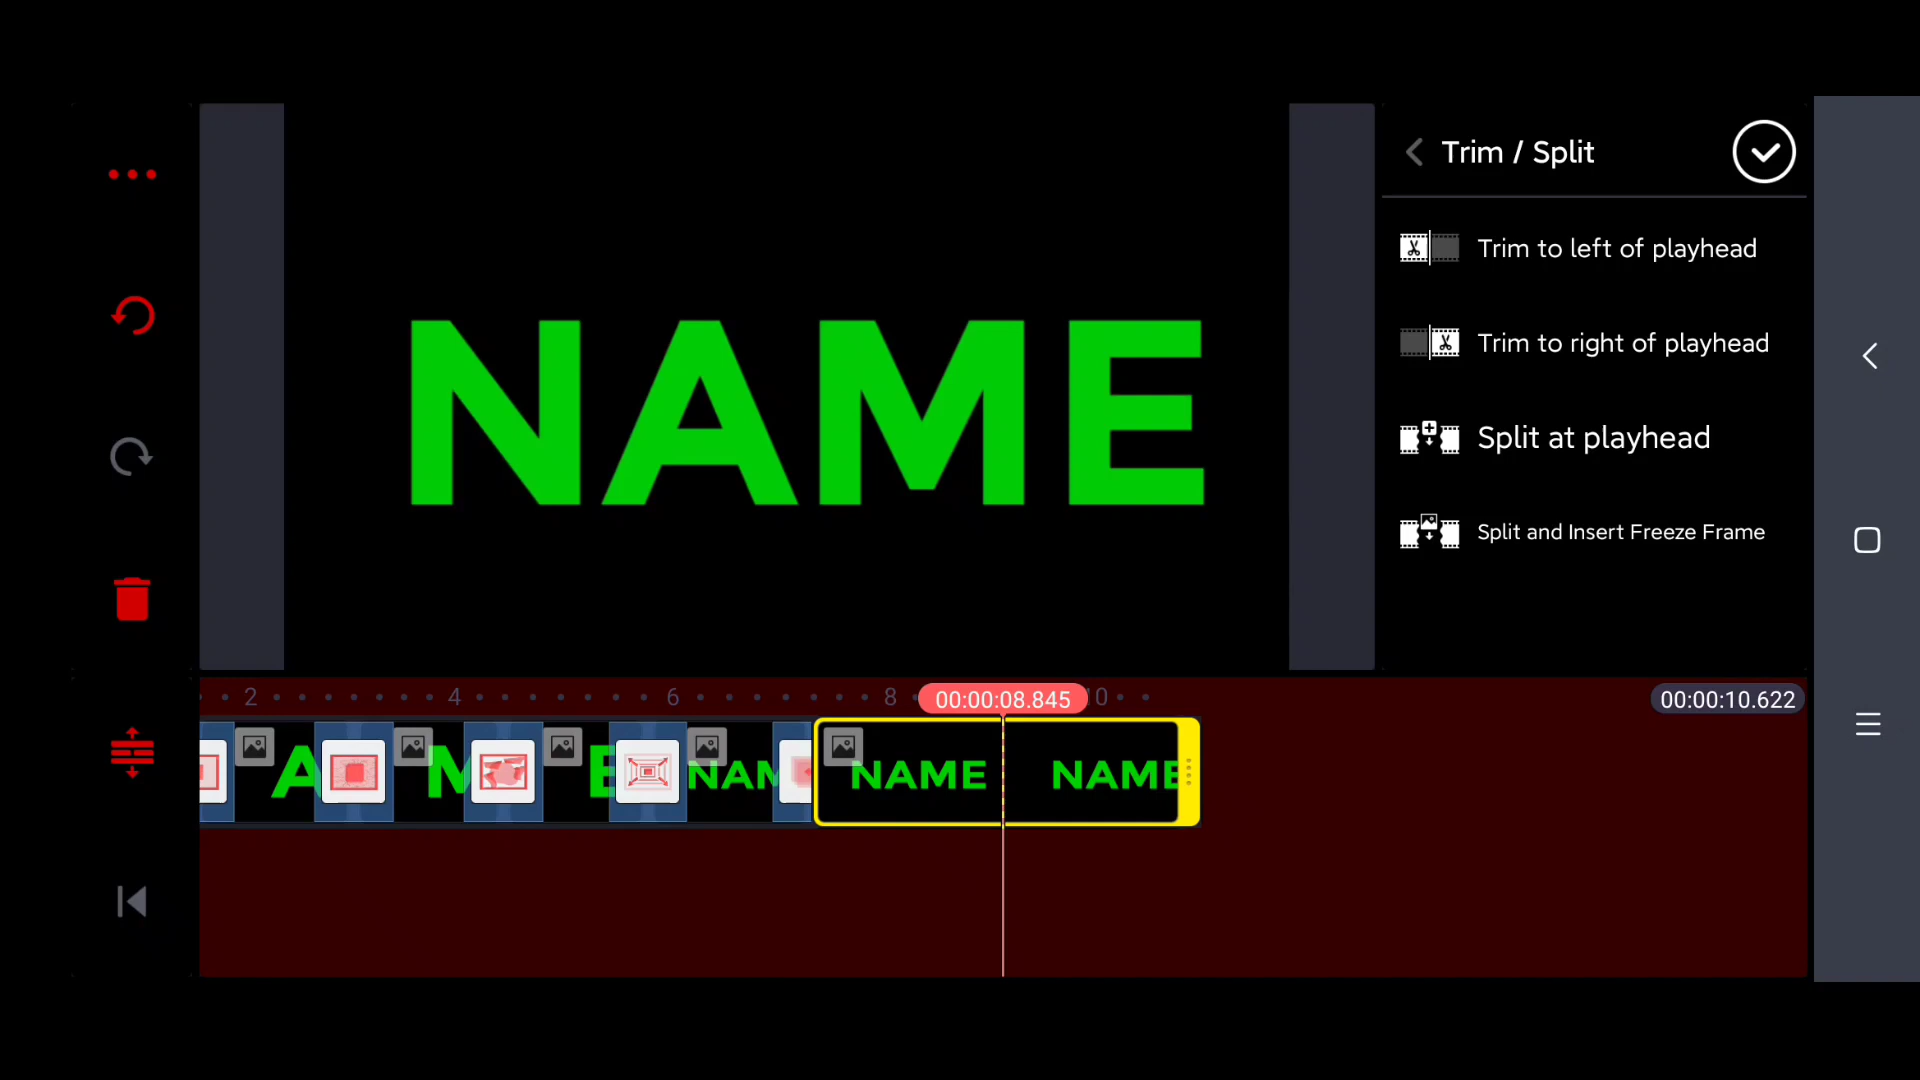 Trim / Split
Trim to left of playhead
Trim to right of playhead
Split at playhead
Split and Insert Freeze Frame
NAME
2 4 6 8 00:00:08.845 0 00:00:10.622
A M E NAM NAME NAME